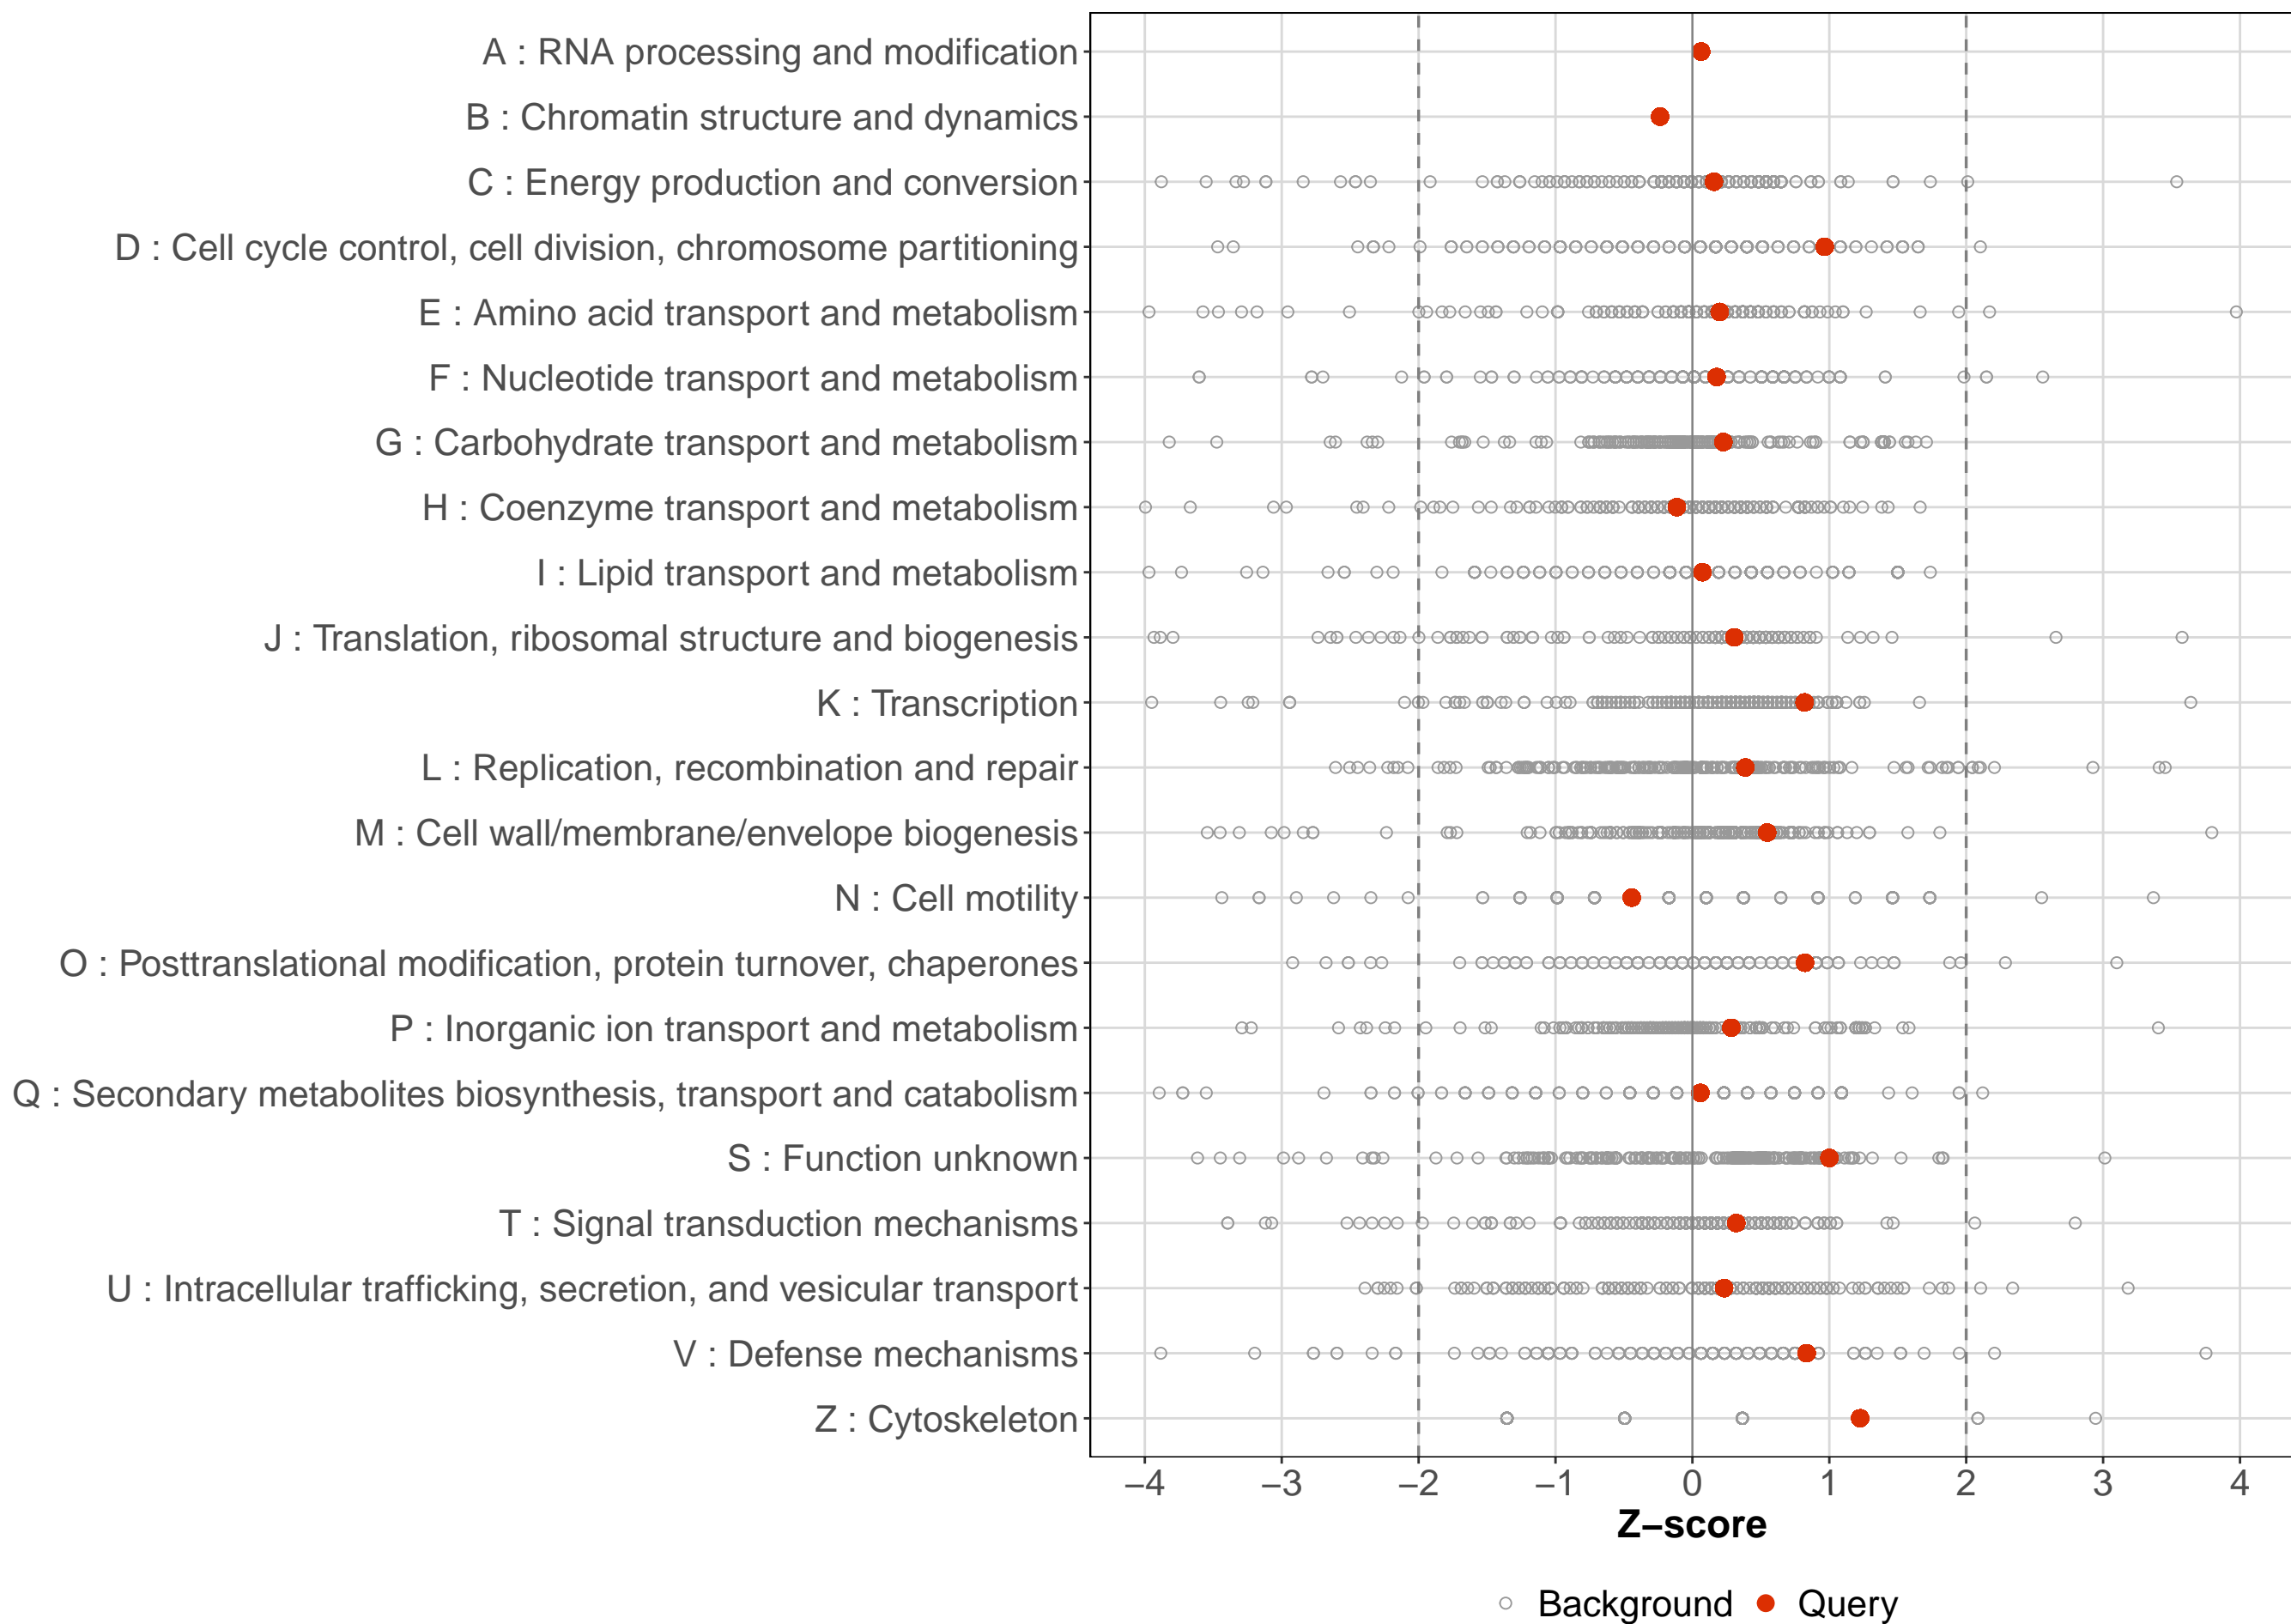 A : RNA processing and modification
B : Chromatin structure and dynamics
C : Energy production and conversion
D : Cell cycle control, cell division, chromosome partitioning
E : Amino acid transport and metabolism
F : Nucleotide transport and metabolism
G : Carbohydrate transport and metabolism
H : Coenzyme transport and metabolism
I : Lipid transport and metabolism
J : Translation, ribosomal structure and biogenesis
K : Transcription
L : Replication, recombination and repair
M : Cell wall/membrane/envelope biogenesis
N : Cell motility
O : Posttranslational modification, protein turnover, chaperones
P : Inorganic ion transport and metabolism
Q : Secondary metabolites biosynthesis, transport and catabolism
S : Function unknown
T : Signal transduction mechanisms
U : Intracellular trafficking, secretion, and vesicular transport
V : Defense mechanisms
Z : Cytoskeleton
−4 −3 −2 −1 0 1 2 3 4
Z−score
Background Query